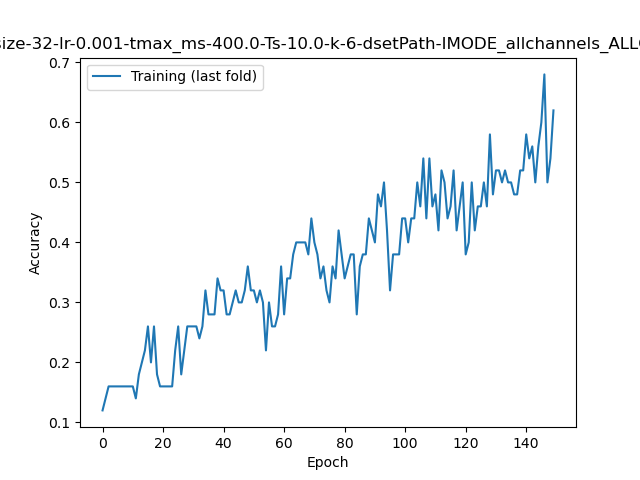 size-32-lr-0.001-tmax_ms-400.0-Ts-10.0-k-6-dsetPath-IMODE_allchannels_ALL
Training (last fold)
0.7
0.6
0.5
0.4
0.3
0.2
0.1
Accuracy
0 20 40 60 80 100 120 140
Epoch